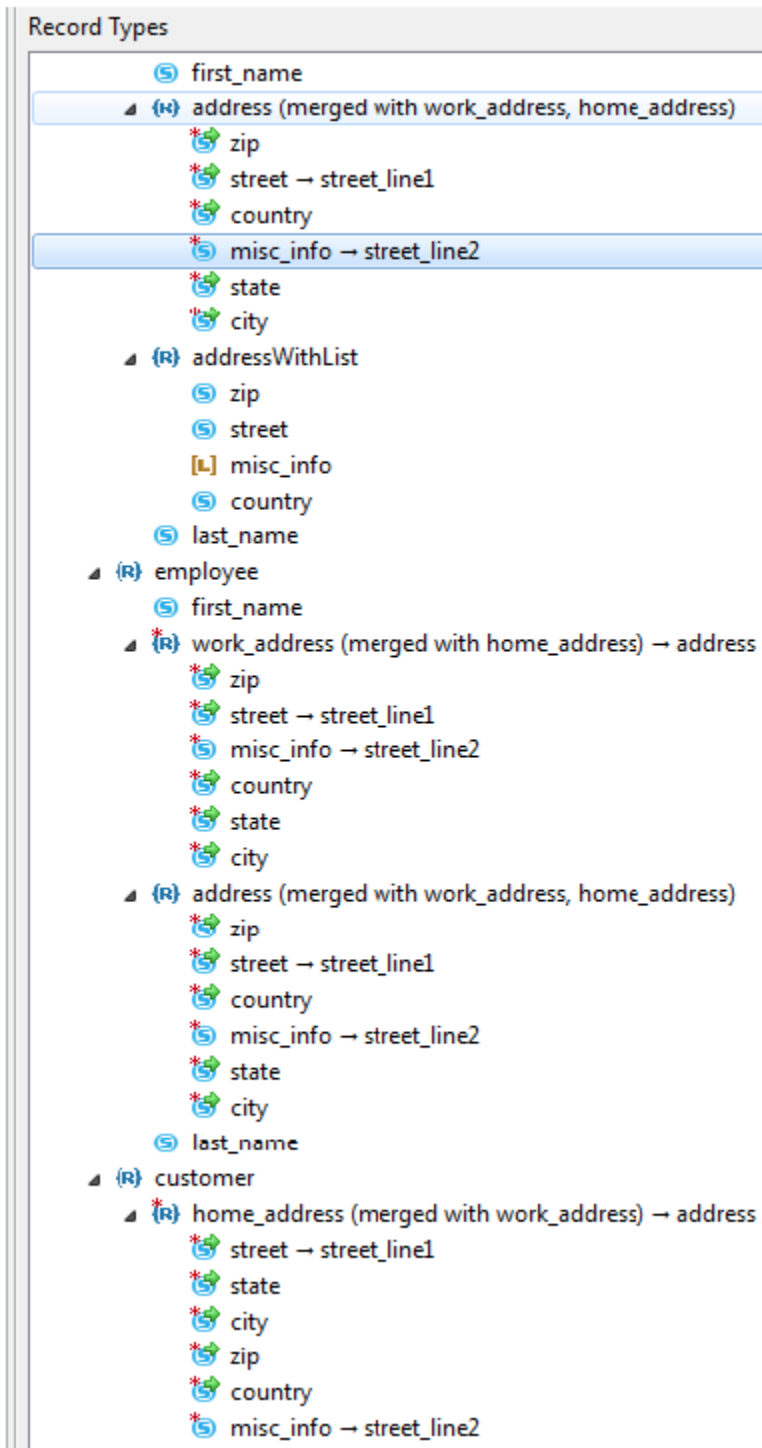 Record Types
first_name
address (merged with work_address, home_address)
zip
street → street_line1
country
misc_info → street_line2
state
city
{R} addressWithList
zip
street
[L] misc_info
country
last_name
{R} employee
first_name
{R} work_address (merged with home_address) → address
zip
street → street_line1
misc_info → street_line2
country
state
city
{R} address (merged with work_address, home_address)
zip
street → street_line1
country
misc_info → street_line2
state
city
last_name
{R} customer
{R} home_address (merged with work_address) → address
street → street_line1
state
city
zip
country
misc_info → street_line2